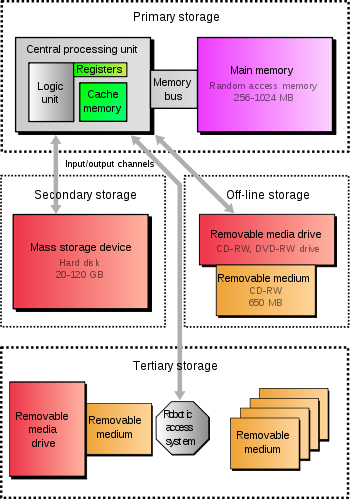 Primary storage
Central processing unit
Logic
unit
Registers
Cache
memory
Memory
bus
Main memory
Random access memory
256-1024 MB
Input/output channels
Secondary storage
Mass storage device
Hard disk
20-120 GB
Off-line storage
Removable media drive
CD-RW, DVD-RW drive
Removable medium
CD-RW
650 MB
Tertiary storage
Removable
media
drive
Removable
medium
Robotic
access
system
Removable
medium